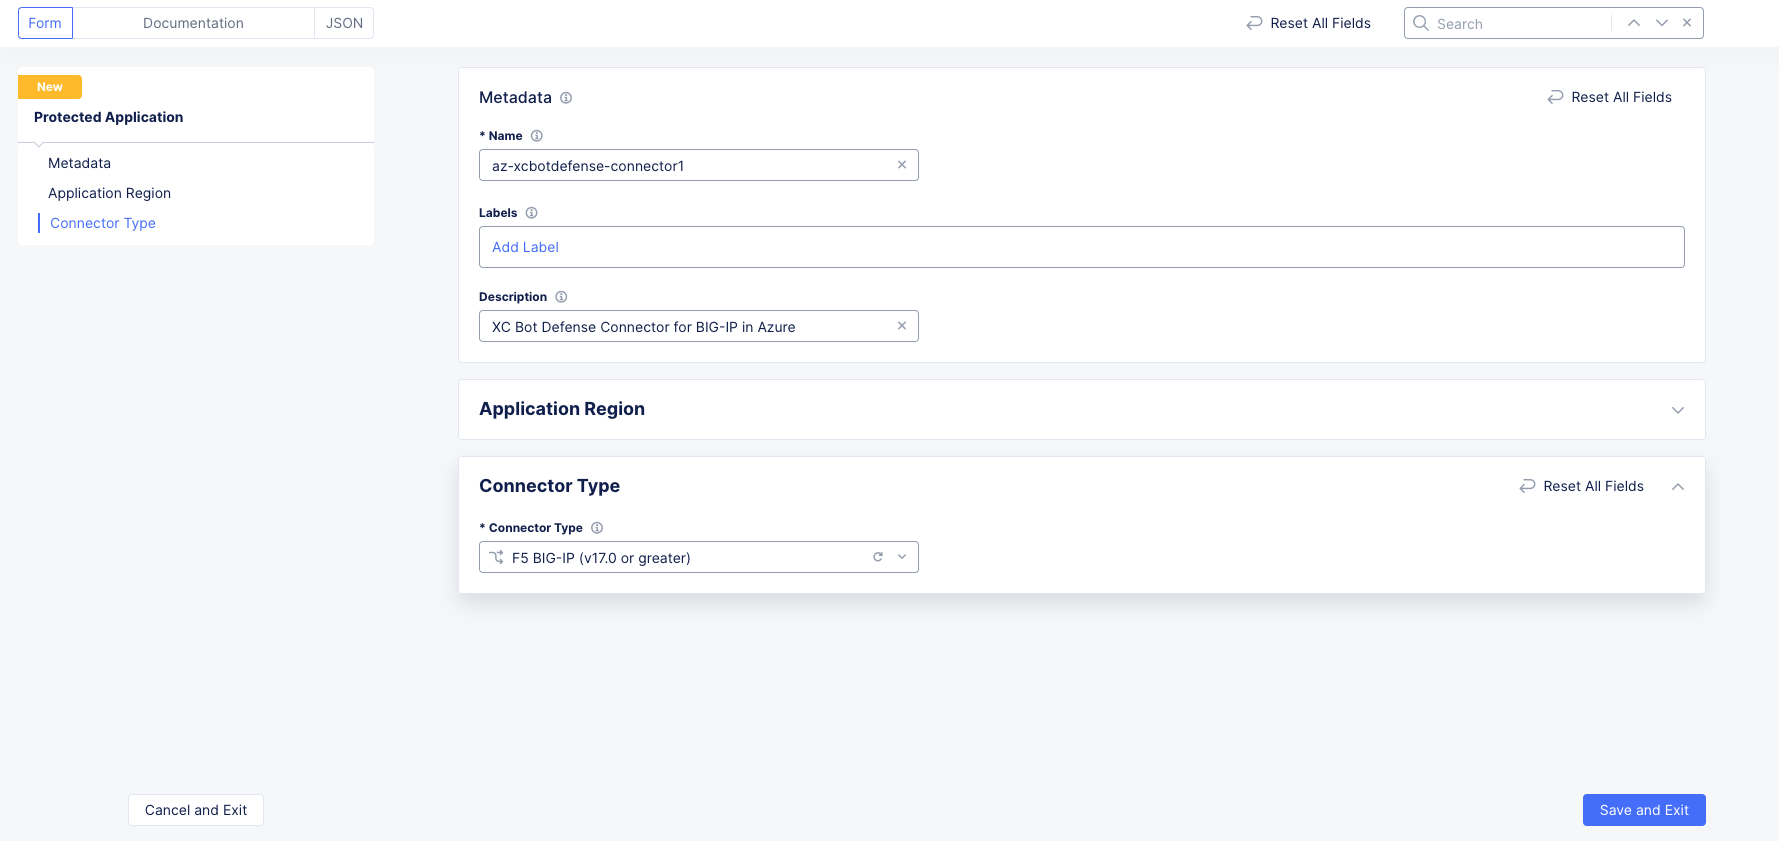 Form
Documentation
JSON
Reset All Fields
Search
New
Protected Application
Metadata
Application Region
Connector Type
Metadata
Reset All Fields
* Name
az-xcbotdefense-connector1
Labels
Add Label
Description
XC Bot Defense Connector for BIG-IP in Azure
Application Region
Connector Type
Reset All Fields
* Connector Type
F5 BIG-IP (v17.0 or greater)
Cancel and Exit
Save and Exit